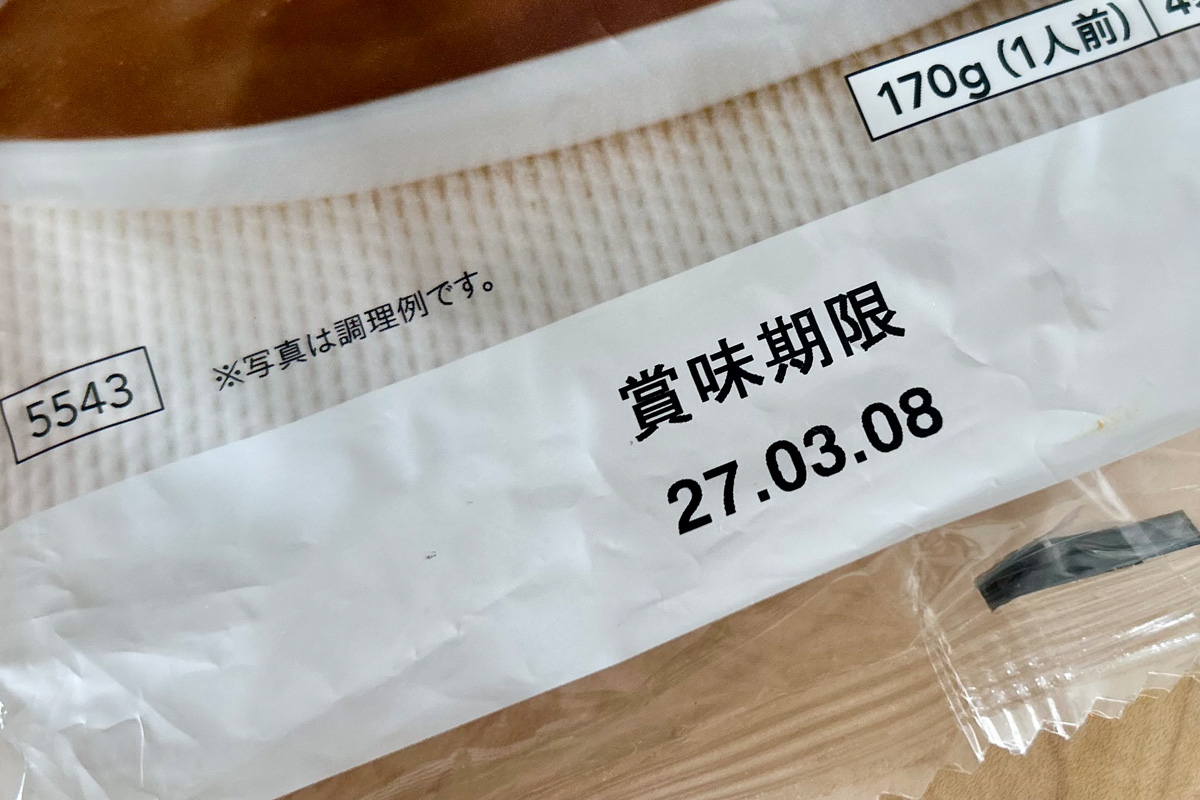 170g（1人前）
※写真は調理例です。
5543
賞味期限
27.03.08